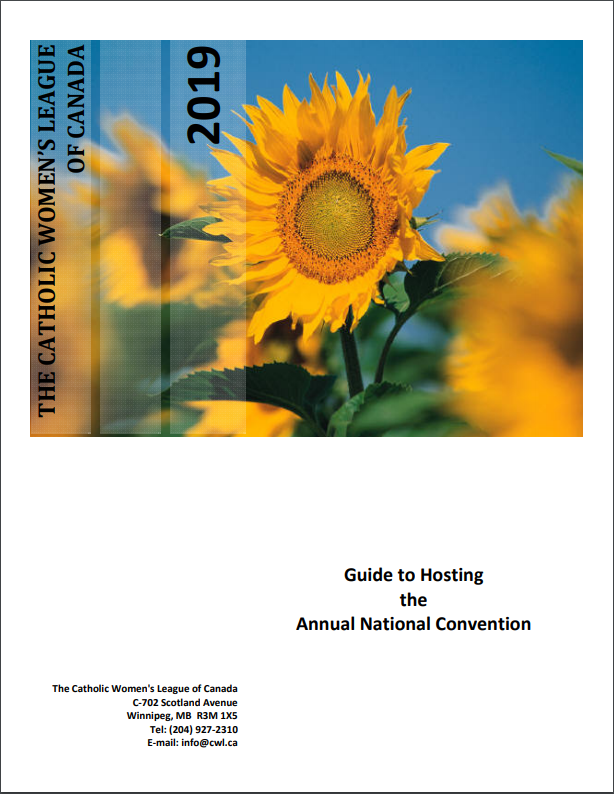 THE CATHOLIC WOMEN'S LEAGUE
OF CANADA
2019
Guide to Hosting
the
Annual National Convention
The Catholic Women's League of Canada
C-702 Scotland Avenue
Winnipeg, MB  R3M 1X5
Tel: (204) 927-2310
E-mail: info@cwl.ca